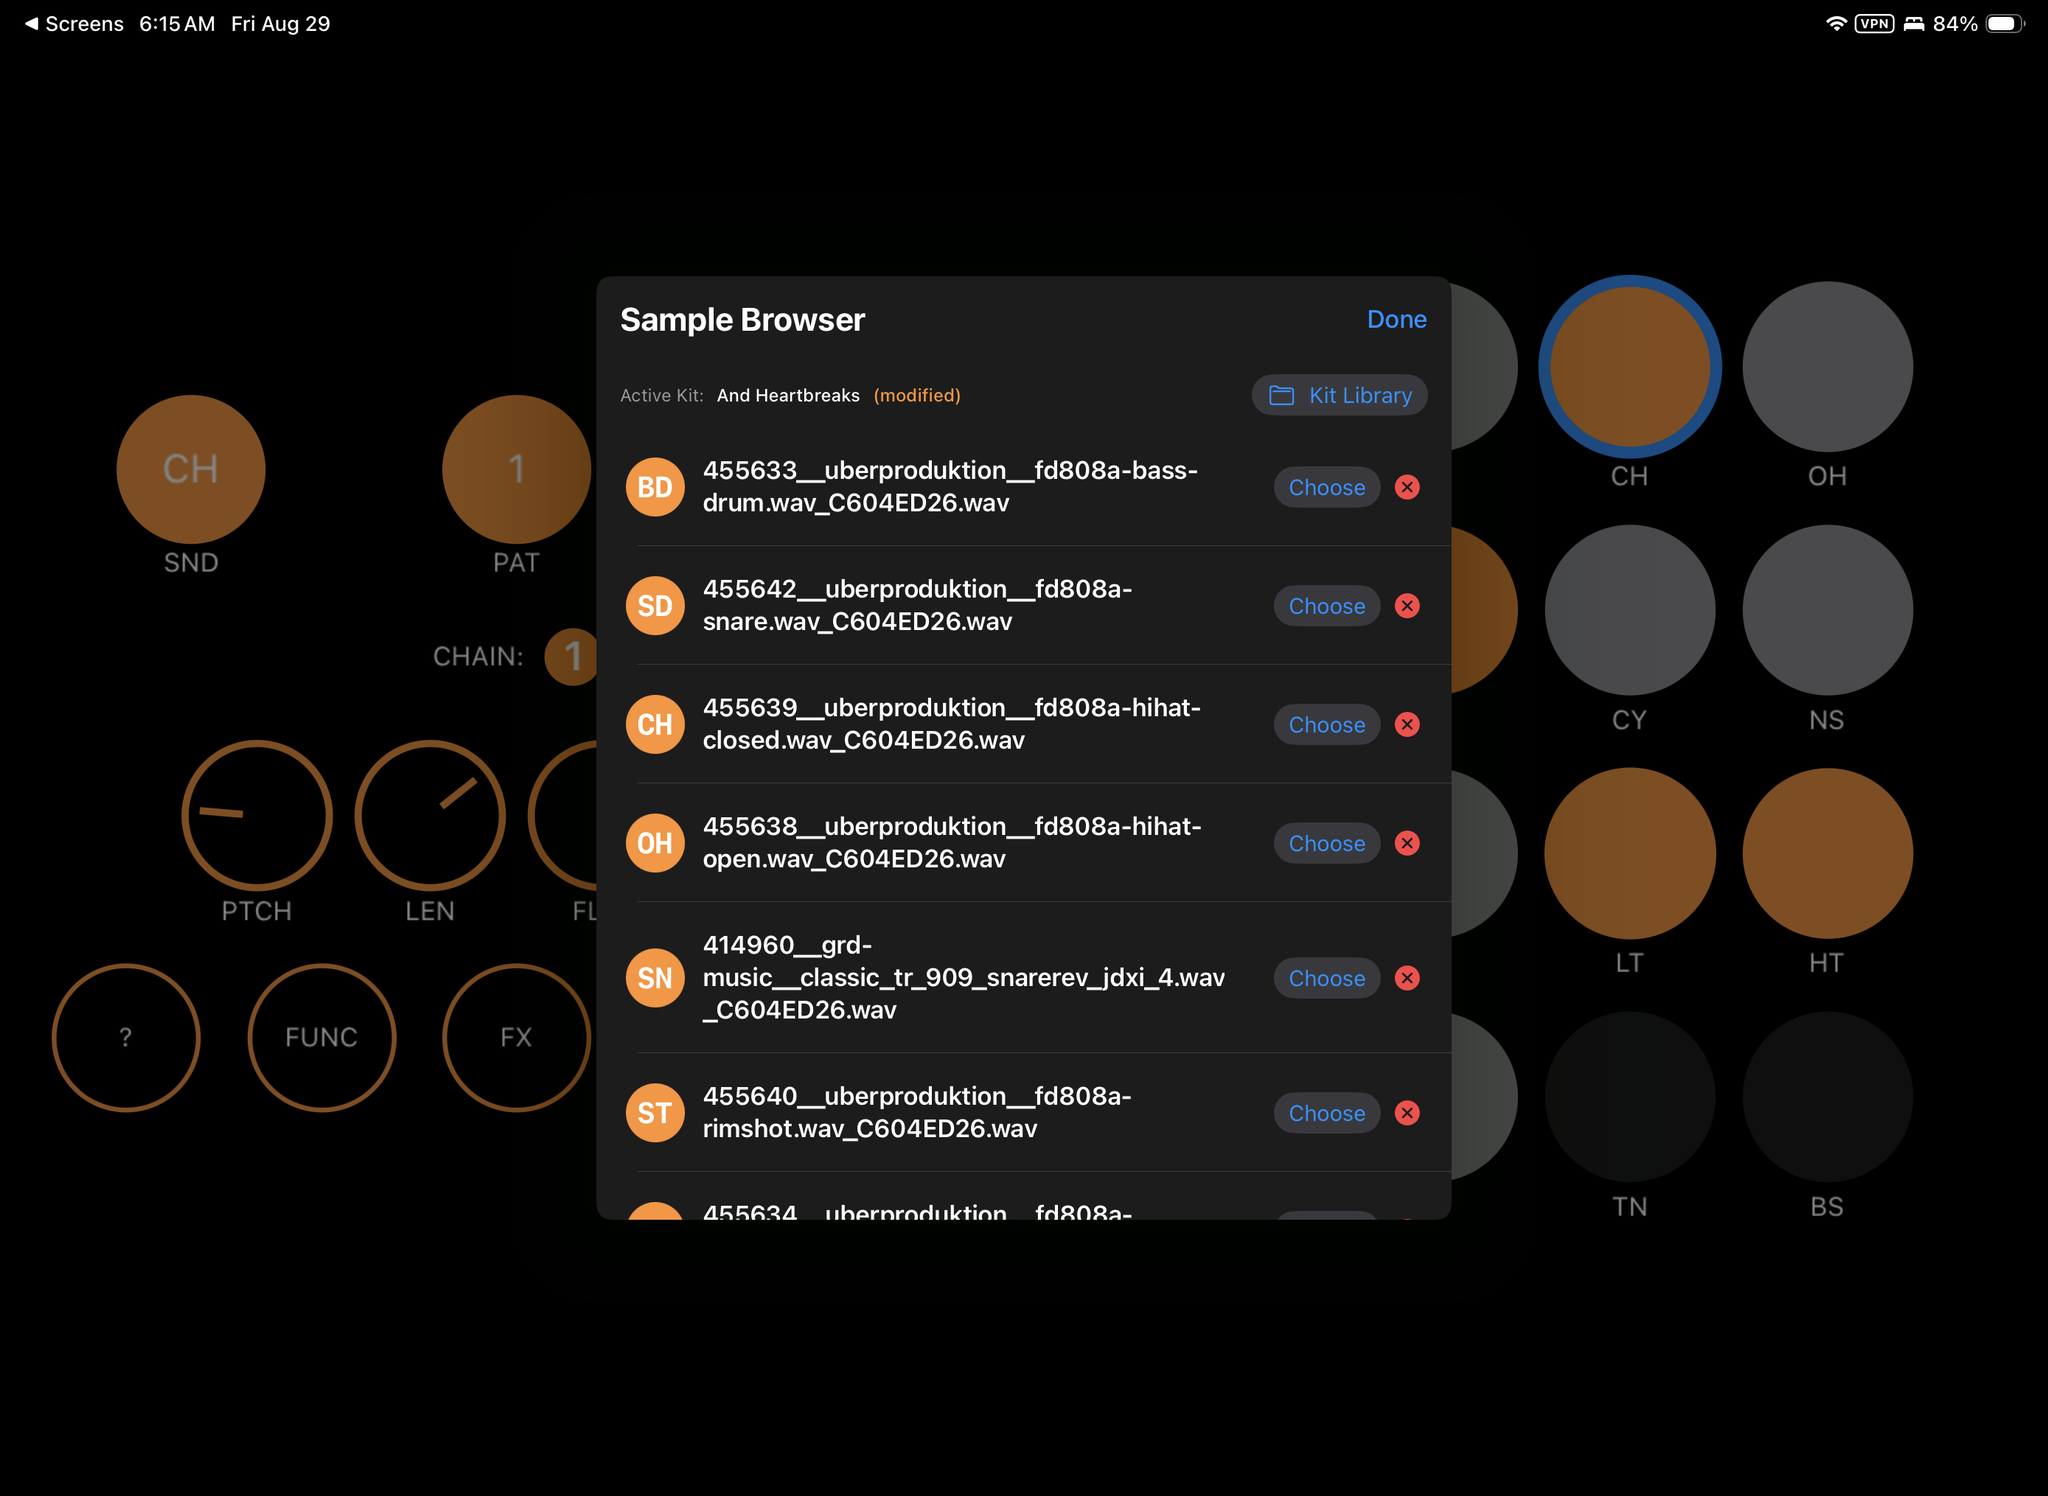 ◀ Screens 6:15 AM Fri Aug 29
VPN 84%
Sample Browser
Done
Active Kit: And Heartbreaks (modified)
Kit Library
BD
455633__uberproduktion__fd808a-bass-
drum.wav_C604ED26.wav
Choose
SD
455642__uberproduktion__fd808a-
snare.wav_C604ED26.wav
Choose
CH
455639__uberproduktion__fd808a-hihat-
closed.wav_C604ED26.wav
Choose
OH
455638__uberproduktion__fd808a-hihat-
open.wav_C604ED26.wav
Choose
SN
414960__grd-
music__classic_tr_909_snarerev_jdxi_4.wav
_C604ED26.wav
Choose
ST
455640__uberproduktion__fd808a-
rimshot.wav_C604ED26.wav
Choose
455634__uberproduktion__fd808a-
CH
SND
1
PAT
CHAIN: 1
PTCH
LEN
?
FUNC
FX
CH
OH
CY
NS
LT
HT
TN
BS